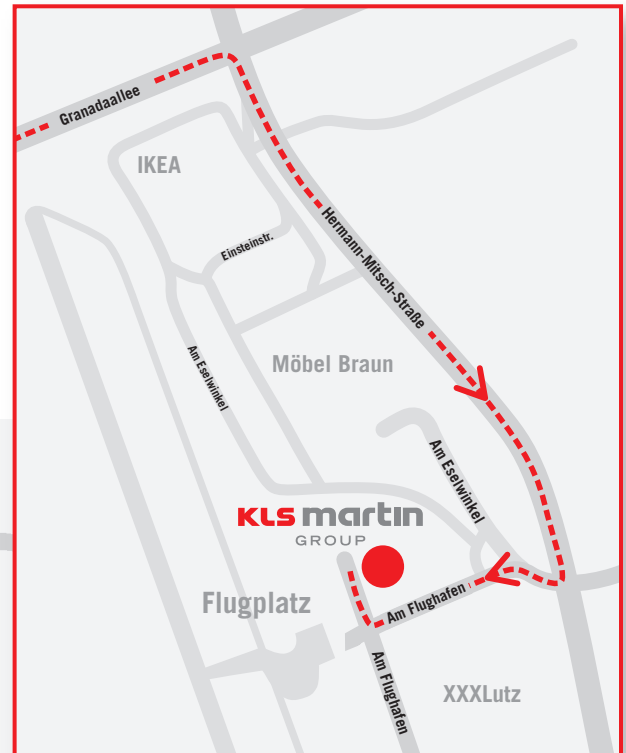 Granadaallee
IKEA
Einsteinstr.
Hermann-Mitsch-Straße
Am Eselwinkel
Möbel Braun
Am Eselwinkel
KLS martin
GROUP
Flugplatz
Am Flughafen
Am Flughafen
XXXLutz